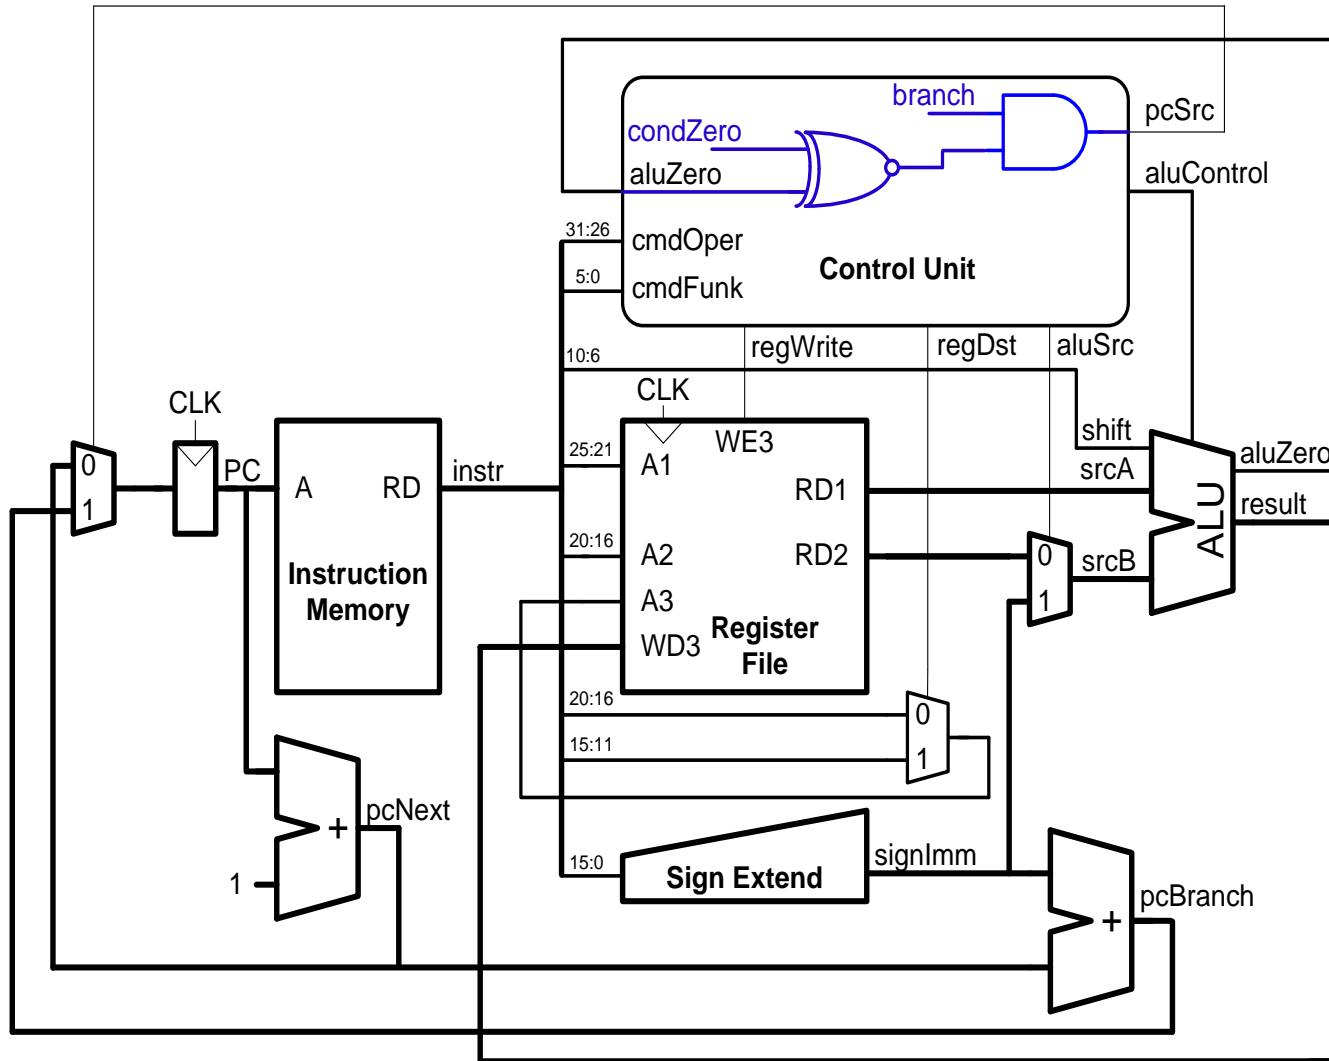 branch
pcSrc
condZero
aluZero
aluControl
31:26
cmdOper
Control Unit
5:0
cmdFunk
regWrite
regDst
aluSrc
10:6
CLK
CLK
WE3
shift
0
PC
25:21
A1
aluZero
A
RD
instr
RD1
srcA
1
result
ALU
20:16
A2
RD2
0
srcB
Instruction
Memory
A3
1
Register
File
WD3
20:16
0
15:11
1
pcNext
+
15:0
Sign Extend
signImm
1
pcBranch
+